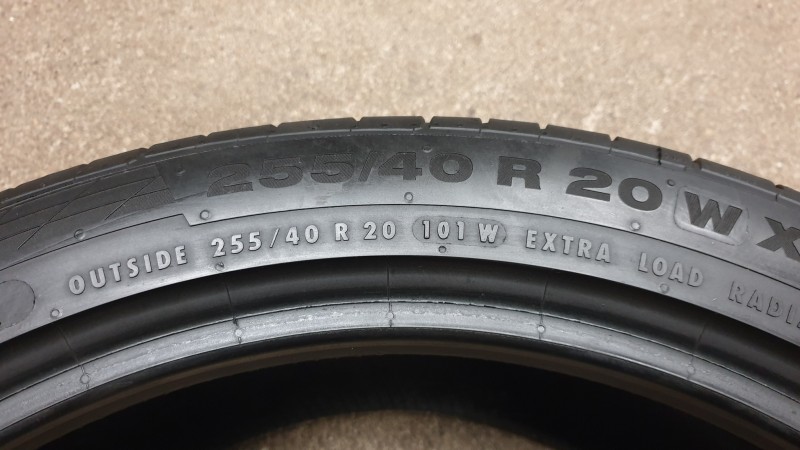 255/40 R 20 W X
OUTSIDE 255/40 R 20 101 W EXTRA LOAD